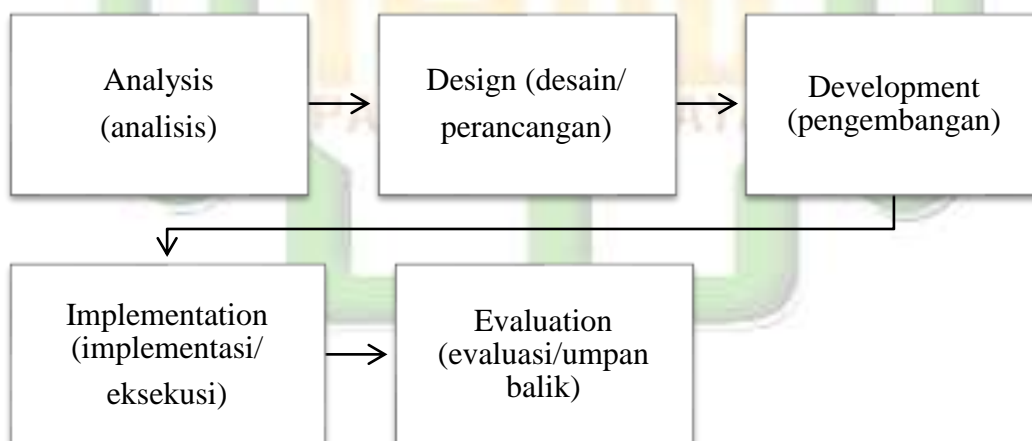 Analysis
(analisis)
Design (desain/
perancangan)
Development
(pengembangan)
Implementation
(implementasi/
eksekusi)
Evaluation
(evaluasi/umpan
balik)